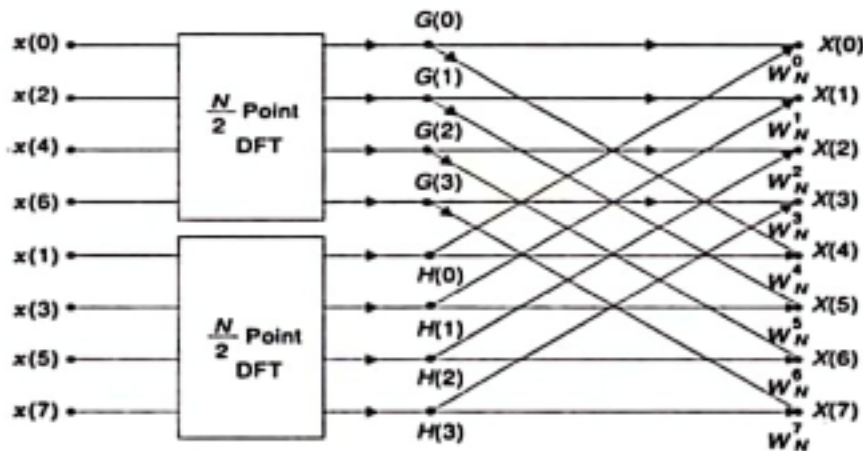 G(0)
x(0)
X(0)
W_N^0
G(1)
x(2)
N/2 Point
DFT
X(1)
W_N^1
G(2)
x(4)
X(2)
W_N^2
G(3)
x(6)
X(3)
W_N^3
x(1)
H(0)
X(4)
W_N^4
x(3)
H(1)
N/2 Point
DFT
X(5)
W_N^5
x(5)
H(2)
X(6)
W_N^6
x(7)
H(3)
X(7)
W_N^7